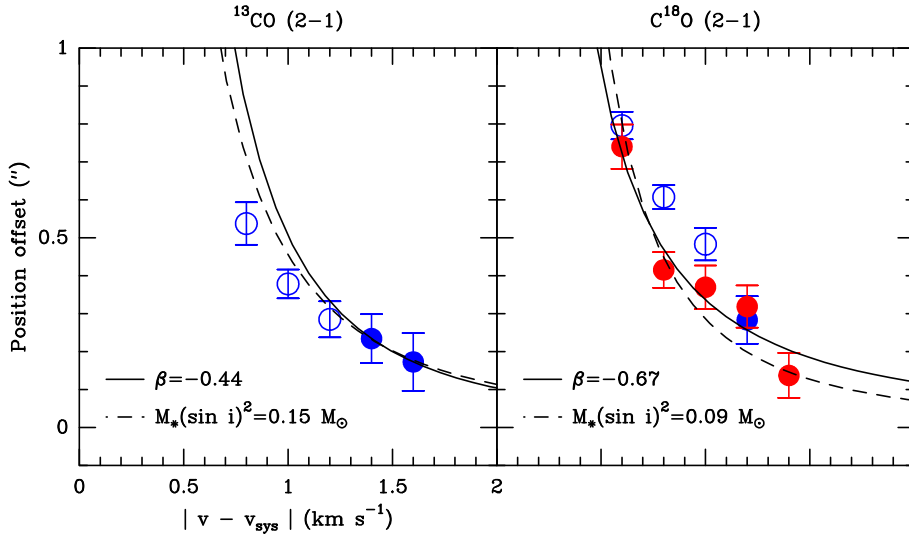 ¹³CO (2−1)
C¹⁸O (2−1)
1
0.5
0
Position offset (″)
β=−0.44
M*(sin i)²=0.15 M⊙
β=−0.67
M*(sin i)²=0.09 M⊙
0 0.5 1 1.5 2
| v − vsys | (km s⁻¹)